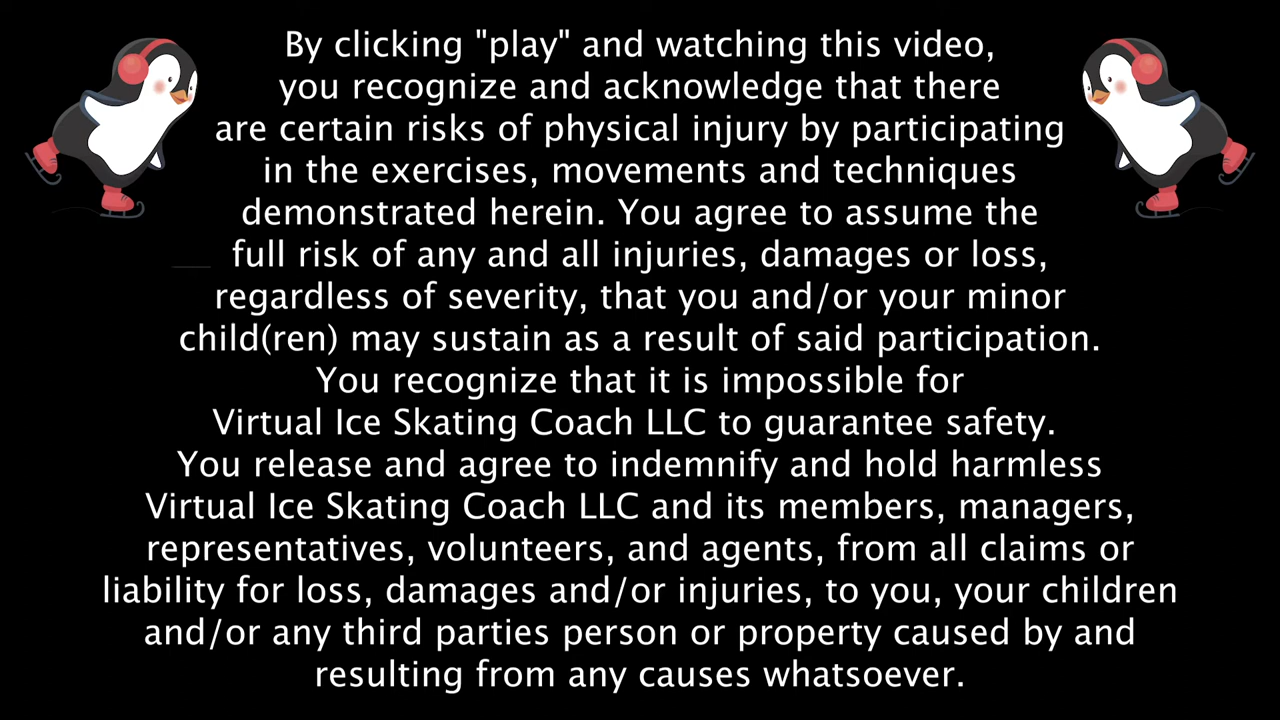 By clicking "play" and watching this video,
you recognize and acknowledge that there
are certain risks of physical injury by participating
in the exercises, movements and techniques
demonstrated herein. You agree to assume the
full risk of any and all injuries, damages or loss,
regardless of severity, that you and/or your minor
child(ren) may sustain as a result of said participation.
You recognize that it is impossible for
Virtual Ice Skating Coach LLC to guarantee safety.
You release and agree to indemnify and hold harmless
Virtual Ice Skating Coach LLC and its members, managers,
representatives, volunteers, and agents, from all claims or
liability for loss, damages and/or injuries, to you, your children
and/or any third parties person or property caused by and
resulting from any causes whatsoever.